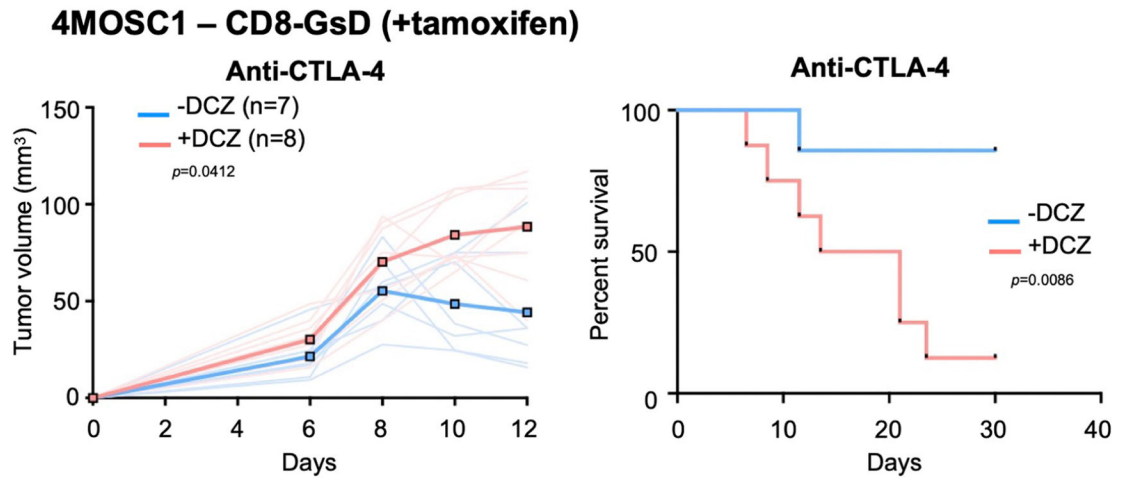 4MOSC1 – CD8-GsD (+tamoxifen)
Anti-CTLA-4
-DCZ (n=7)
+DCZ (n=8)
p=0.0412
Tumor volume (mm³)
150
100
50
0
0 2 4 6 8 10 12
Days
Anti-CTLA-4
Percent survival
100
50
0
-DCZ
+DCZ
p=0.0086
0 10 20 30 40
Days